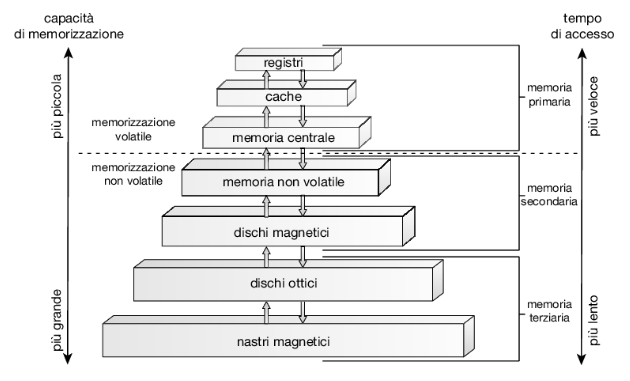 capacità
di memorizzazione
tempo
di accesso
più piccola
più grande
registri
cache
memorizzazione
volatile
memoria centrale
memorizzazione
non volatile
memoria non volatile
dischi magnetici
dischi ottici
nastri magnetici
memoria
primaria
memoria
secondaria
memoria
terziaria
più veloce
più lento